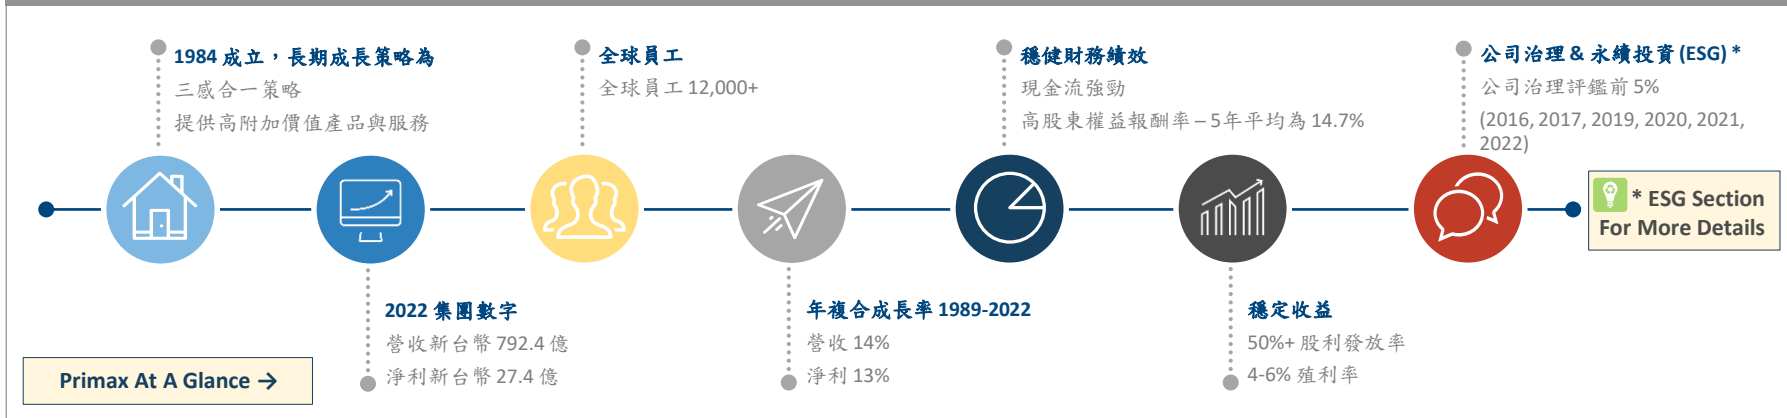 1984 成立，長期成長策略為
三感合一策略
提供高附加價值產品與服務
全球員工
全球員工 12,000+
穩健財務績效
現金流強勁
高股東權益報酬率 – 5年平均為 14.7%
公司治理 & 永續投資 (ESG) *
公司治理評鑑前 5%
(2016, 2017, 2019, 2020, 2021,
2022)
* ESG Section
For More Details
2022 集團數字
營收新台幣 792.4 億
淨利新台幣 27.4 億
年複合成長率 1989-2022
營收 14%
淨利 13%
穩定收益
50%+ 股利發放率
4-6% 殖利率
Primax At A Glance →